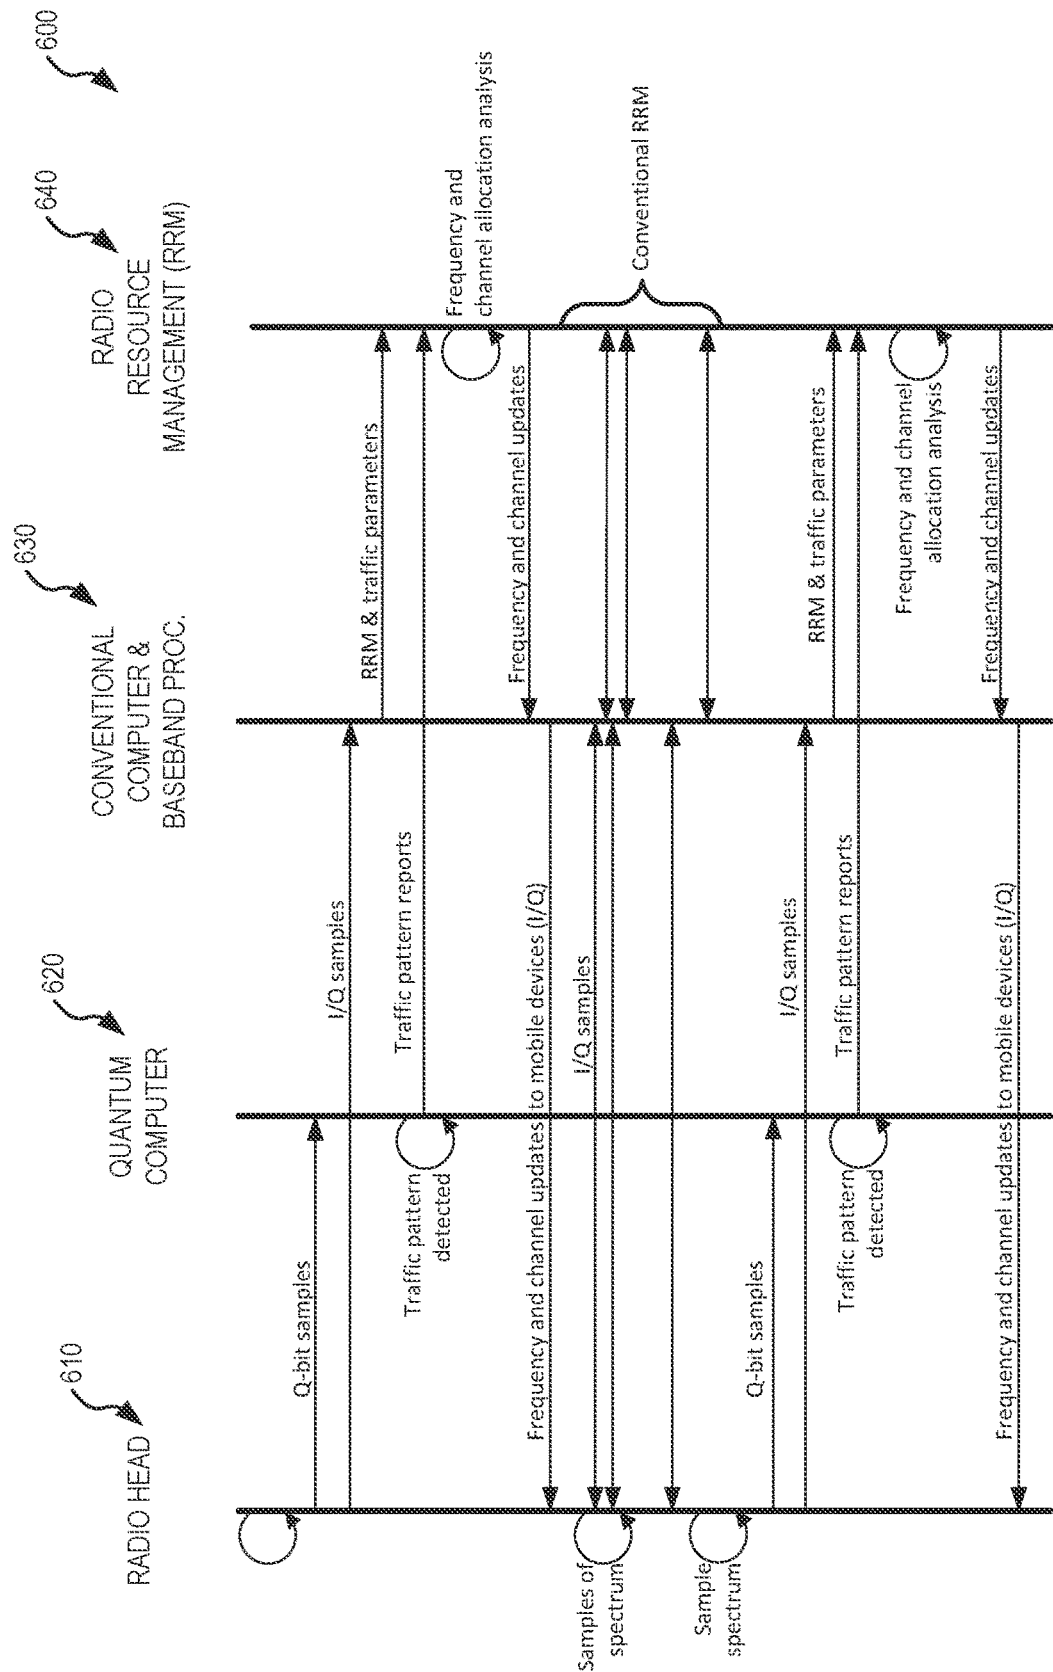 600
RADIO HEAD
610
QUANTUM
COMPUTER
620
CONVENTIONAL
COMPUTER &
BASEBAND PROC.
630
RADIO
RESOURCE
MANAGEMENT (RRM)
640
Q-bit samples
I/Q samples
RRM & traffic parameters
Traffic pattern
detected
Traffic pattern reports
Frequency and
channel allocation analysis
Frequency and channel updates
Frequency and channel updates to mobile devices (I/Q)
Samples of
spectrum
I/Q samples
Conventional RRM
Sample
spectrum
Q-bit samples
I/Q samples
RRM & traffic parameters
Traffic pattern
detected
Traffic pattern reports
Frequency and channel
allocation analysis
Frequency and channel updates
Frequency and channel updates to mobile devices (I/Q)